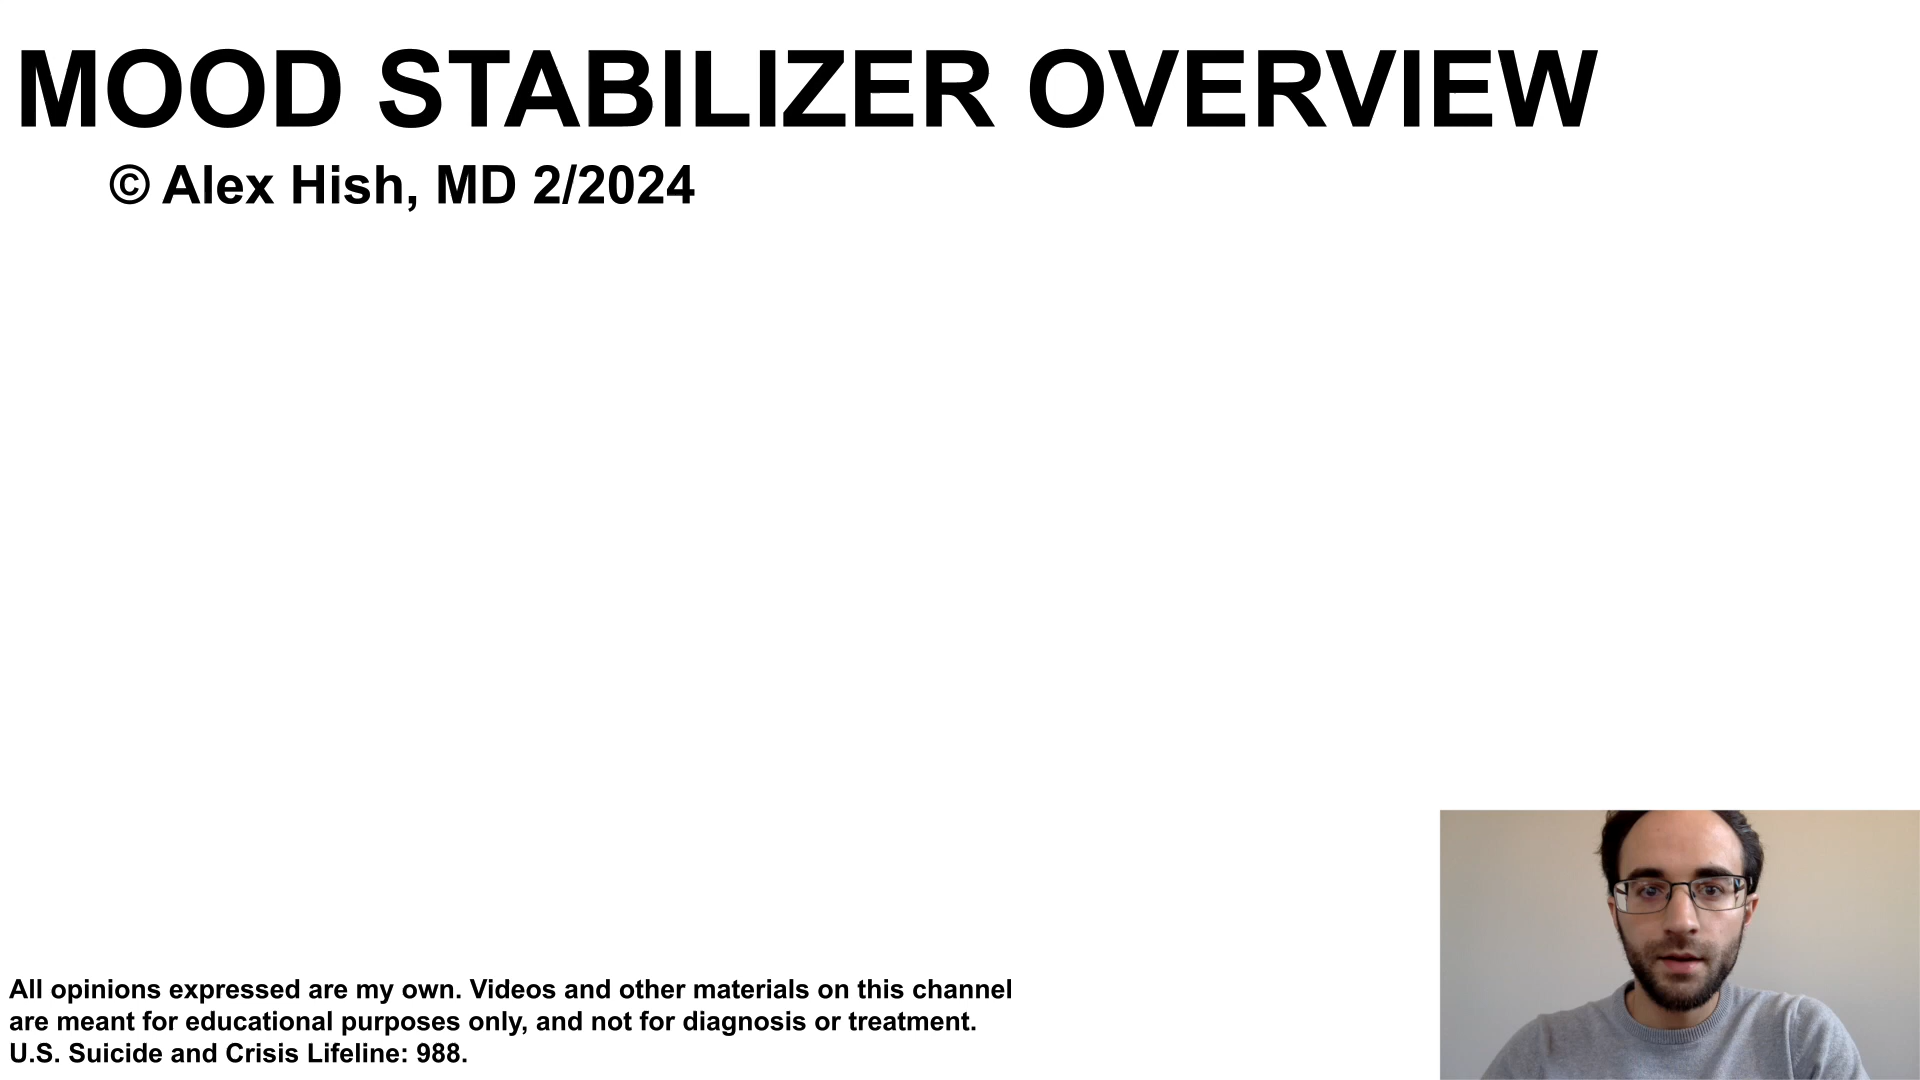 MOOD STABILIZER OVERVIEW
© Alex Hish, MD 2/2024
All opinions expressed are my own. Videos and other materials on this channel
are meant for educational purposes only, and not for diagnosis or treatment.
U.S. Suicide and Crisis Lifeline: 988.